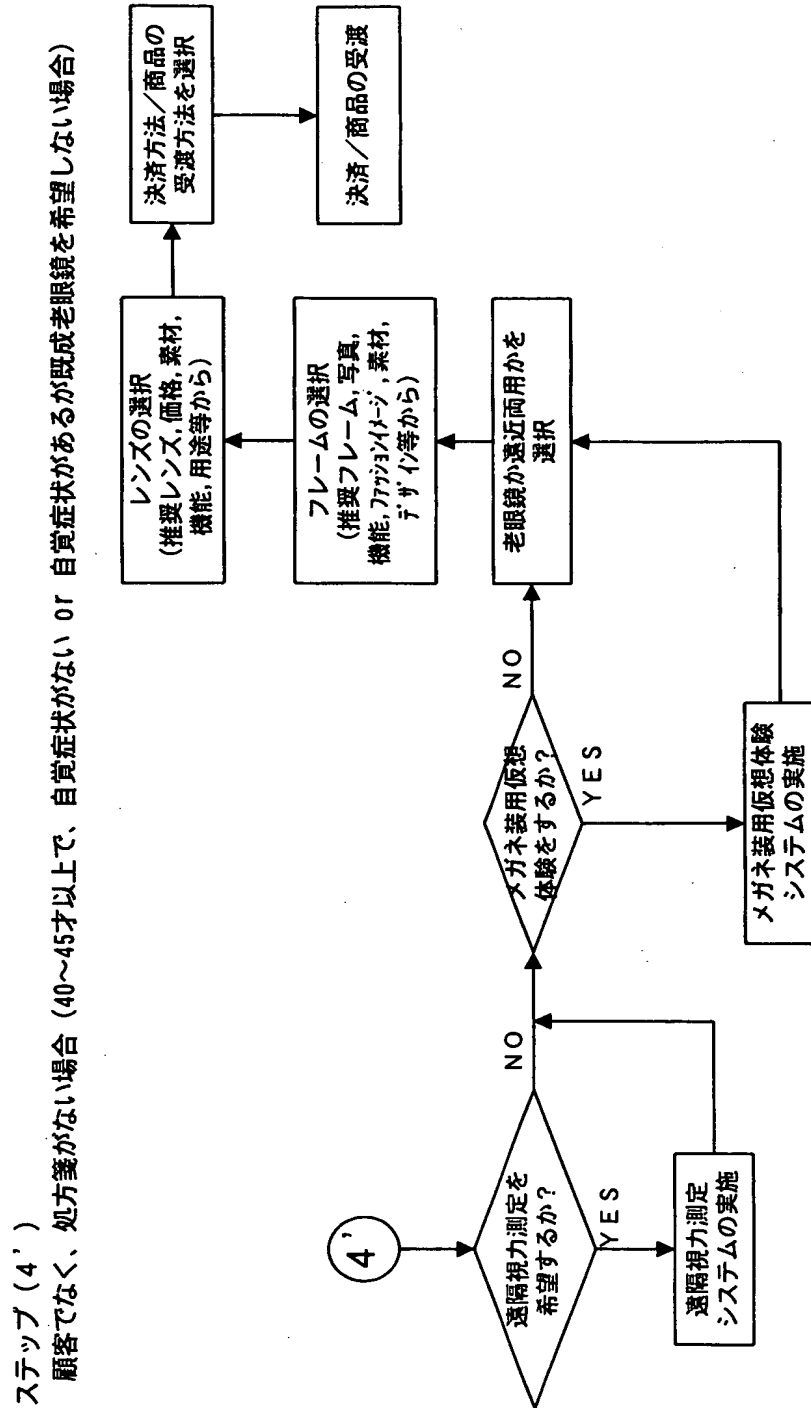 ステップ(4')
顧客でなく、処方箋がない場合(40〜45才以上で、自覚症状がない or 自覚症状があるが既成老眼鏡を希望しない場合)
4'
遠隔視力測定を
希望するか?
YES
NO
遠隔視力測定
システムの実施
メガネ装用仮想
体験をするか?
YES
NO
メガネ装用仮想体験
システムの実施
老眼鏡か遠近両用かを
選択
フレームの選択
(推奨フレーム,写真,
機能,ファッションイメージ,素材,
デザイン等から)
レンズの選択
(推奨レンズ,価格,素材,
機能,用途等から)
決済方法/商品の
受渡方法を選択
決済/商品の受渡